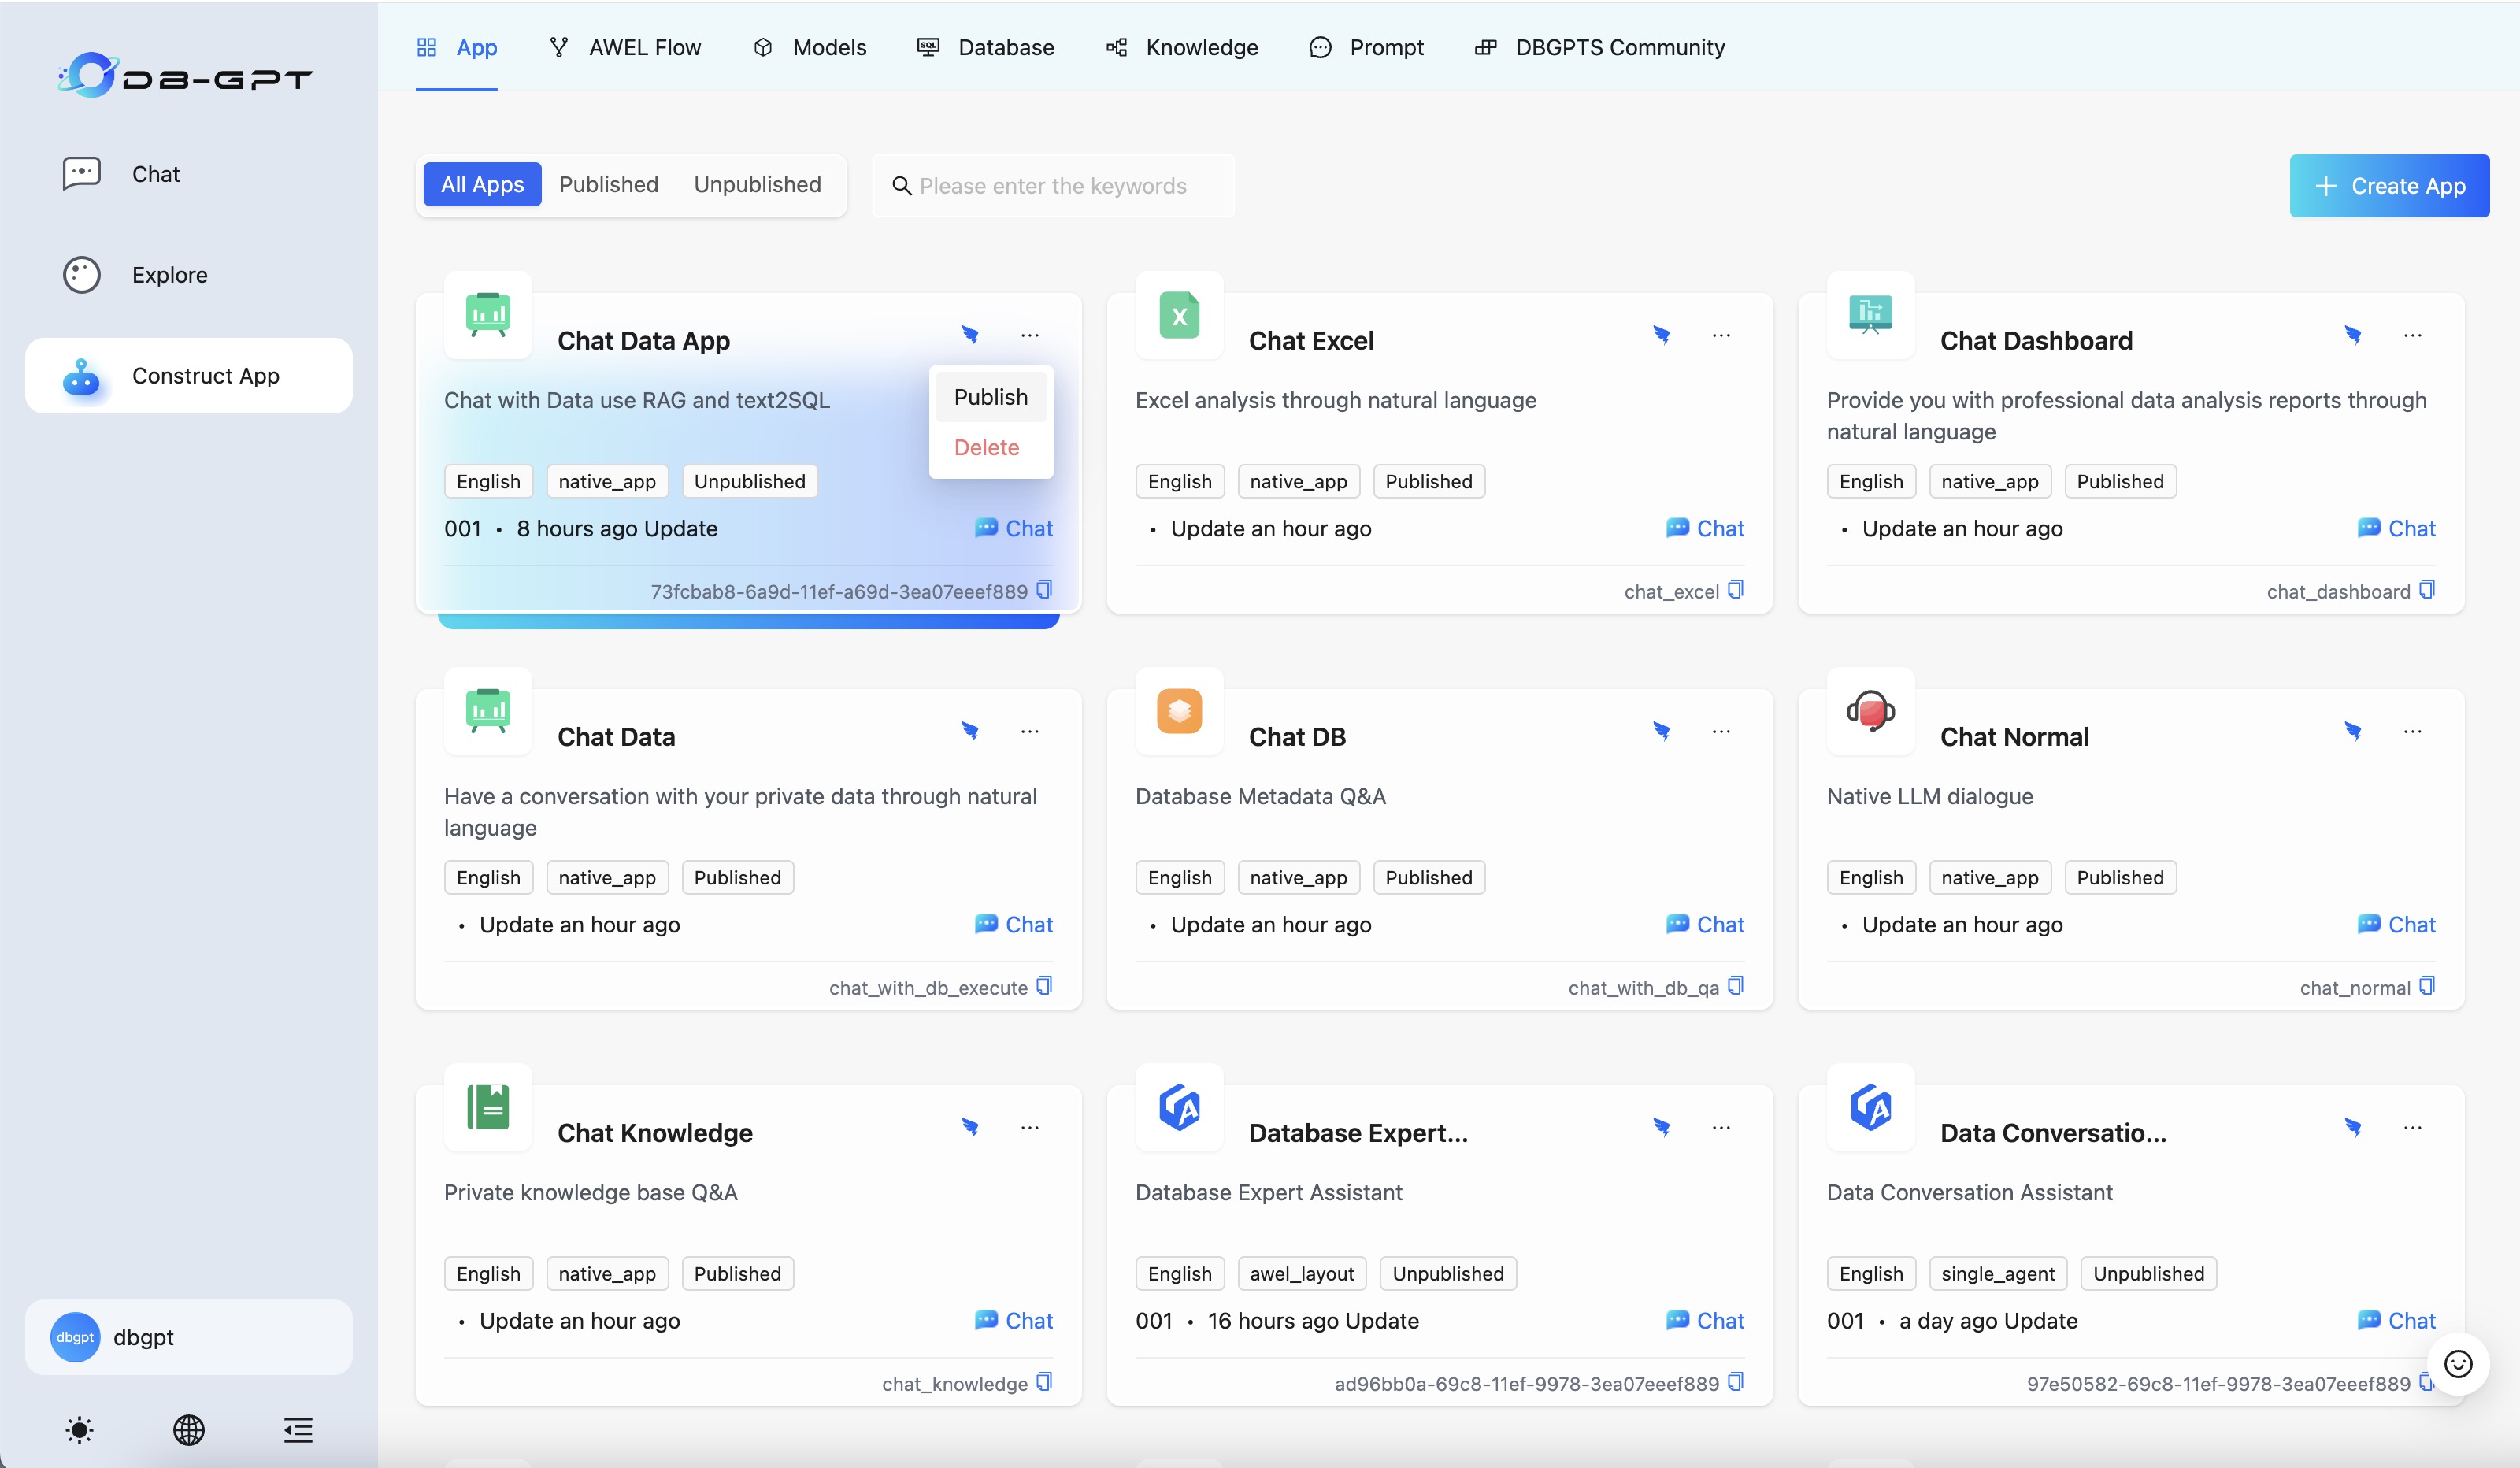 DB-GPT
Chat
Explore
Construct App
dbgpt
dbgpt
App
AWEL Flow
Models
SQL
Database
Knowledge
Prompt
DBGPTS Community
All Apps
Published
Unpublished
Please enter the keywords
Create App
Chat Data App
Publish
Delete
Chat with Data use RAG and text2SQL
English
native_app
Unpublished
001 • 8 hours ago Update
Chat
73fcbab8-6a9d-11ef-a69d-3ea07eeef889
X
Chat Excel
Excel analysis through natural language
English
native_app
Published
• Update an hour ago
Chat
chat_excel
Chat Dashboard
Provide you with professional data analysis reports through
natural language
English
native_app
Published
• Update an hour ago
Chat
chat_dashboard
Chat Data
Have a conversation with your private data through natural
language
English
native_app
Published
• Update an hour ago
Chat
chat_with_db_execute
Chat DB
Database Metadata Q&A
English
native_app
Published
• Update an hour ago
Chat
chat_with_db_qa
Chat Normal
Native LLM dialogue
English
native_app
Published
• Update an hour ago
Chat
chat_normal
Chat Knowledge
Private knowledge base Q&A
English
native_app
Published
• Update an hour ago
Chat
chat_knowledge
Database Expert...
Database Expert Assistant
English
awel_layout
Unpublished
001 • 16 hours ago Update
Chat
ad96bb0a-69c8-11ef-9978-3ea07eeef889
Data Conversatio...
Data Conversation Assistant
English
single_agent
Unpublished
001 • a day ago Update
Chat
97e50582-69c8-11ef-9978-3ea07eeef889